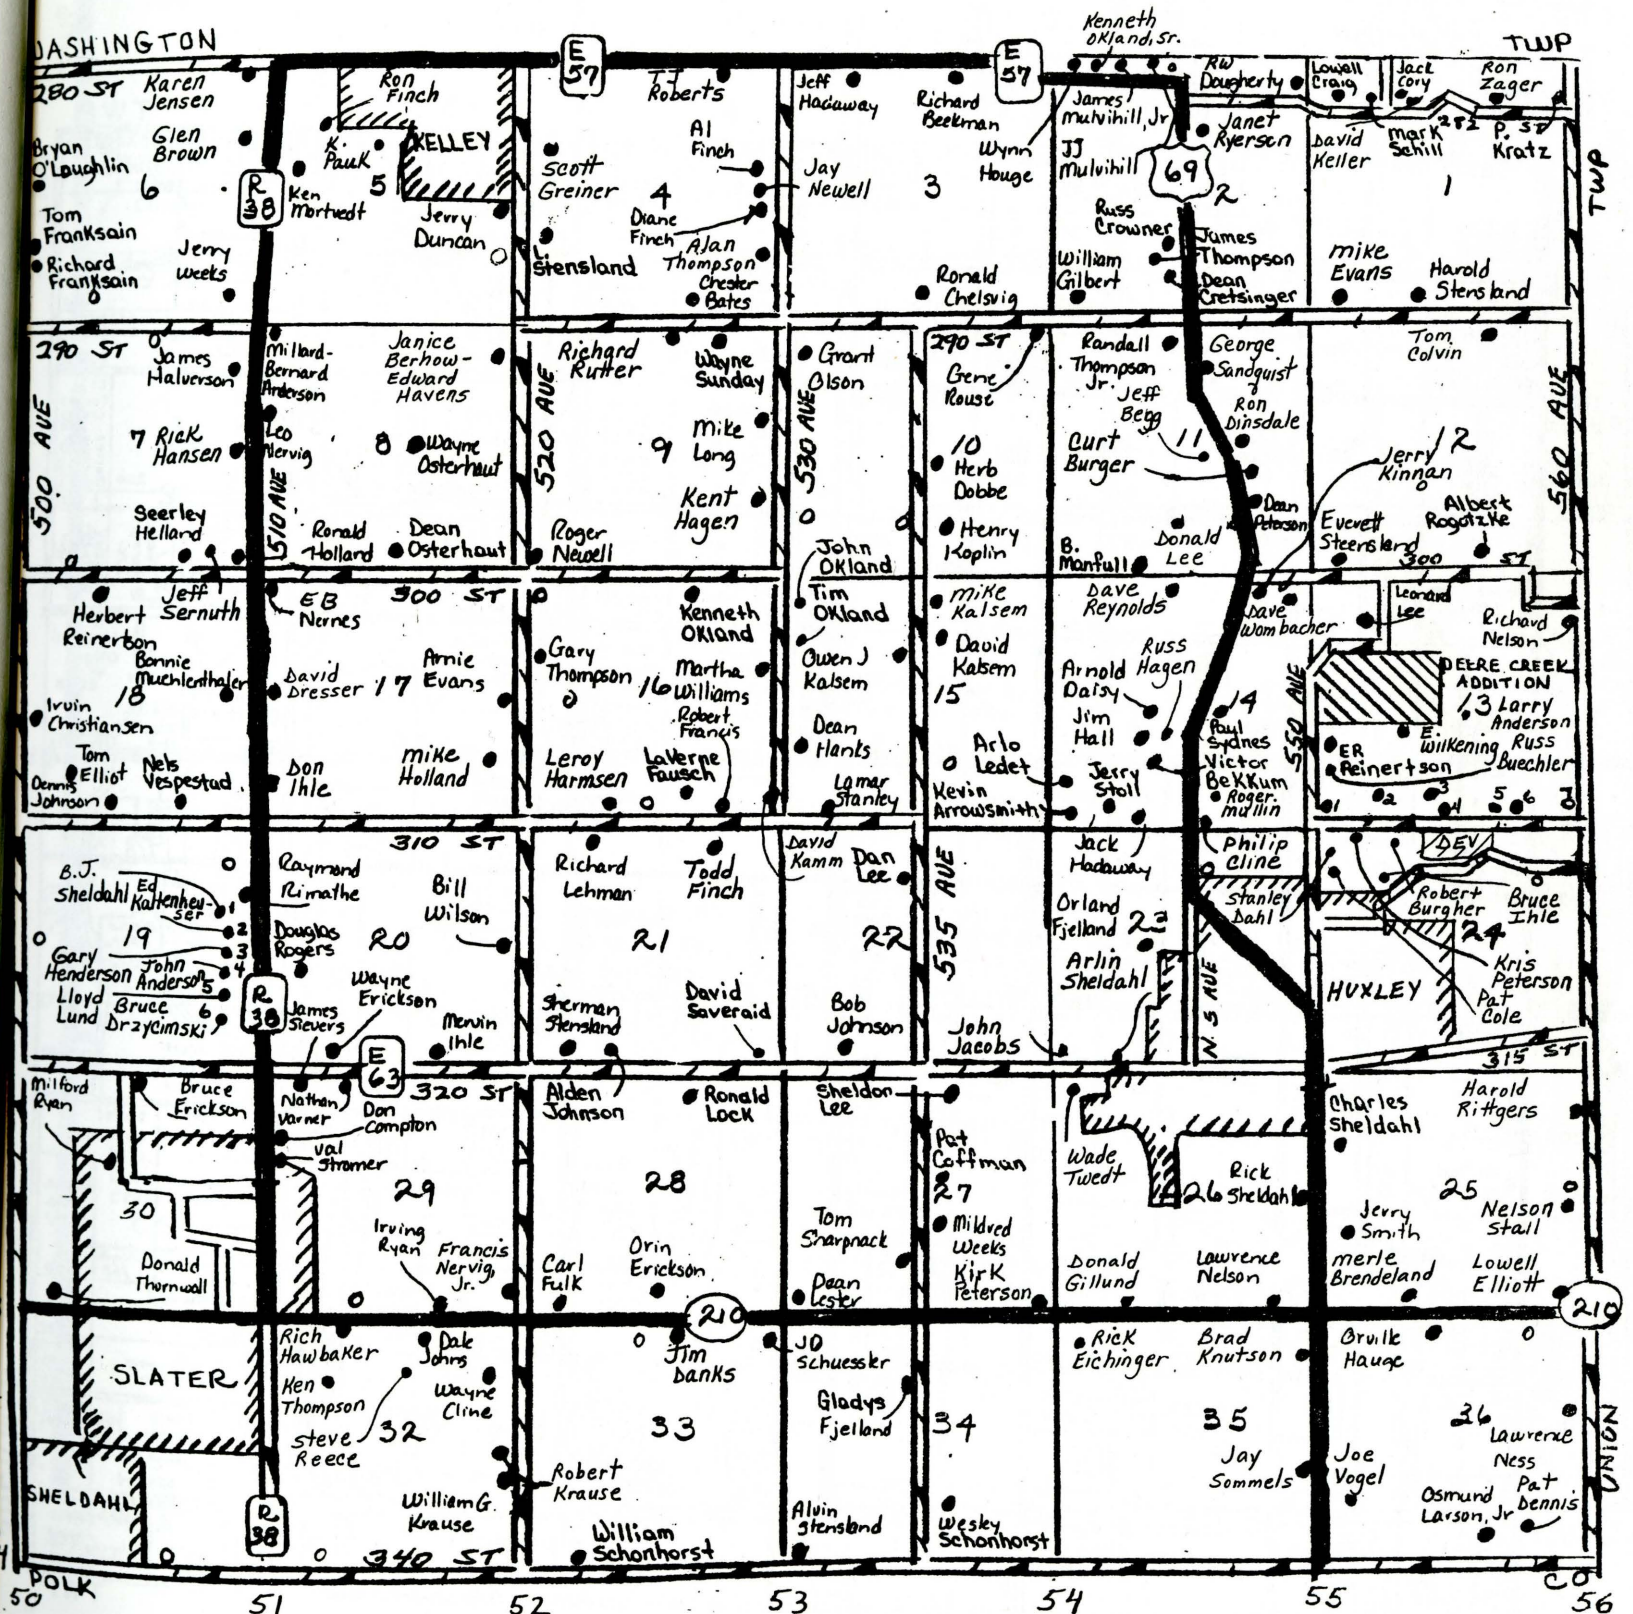 WASHINGTON
TWP
280 ST
Karen
Jensen
Glen
Brown
Bryan
O'Laughlin
6
Tom
Franksain
Richard
Franksain
Jerry
Weeks
R
38
Ron
Finch
K.
Pauk
KELLEY
5
Ken
Mortvedt
Jerry
Duncan
E
57
T.J.
Roberts
Al
Finch
Scott
Greiner
4
Diane
Finch
L.
Stensland
Alan
Thompson
Chester
Bates
Jeff
Hadaway
Jay
Newell
Richard
Beekman
3
Ronald
Chelsvig
E
57
Kenneth
Okland, Sr.
Wynn
Houge
James
Mulvihill, Jr
JJ
Mulvihill
RW
Dougherty
Janet
Ryersen
69
2
Russ
Crowner
William
Gilbert
James
Thompson
Dean
Cretsinger
Lowell
Craig
Jack
Cory
Ron
Zager
David
Keller
Mark
Schill
282
ST
P.
Kratz
1
TWP
Mike
Evans
Harold
Stensland
290 ST
James
Halverson
500 AVE
7
Rick
Hansen
Seerley
Helland
Millard-
Bernard
Anderson
Leo
Nervig
510 AVE
Janice
Berhow-
Edward
Havens
8
Wayne
Osterhout
Ronald
Holland
Dean
Osterhout
520 AVE
Richard
Rutter
Wayne
Sunday
9
Mike
Long
Kent
Hagen
Roger
Newell
Grant
Olson
530 AVE
John
Okland
290 ST
Gene
Rouse
10
Herb
Dobbe
Henry
Koplin
Randall
Thompson
Jr.
Jeff
Begg
11
Curt
Burger
B.
Manfull
Donald
Lee
George
Sandquist
Ron
Dinsdale
Dean
Peterson
Tom
Colvin
12
Jerry
Kinnan
560 AVE
Everett
Steensland
Albert
Rogotzke
300
ST
Herbert
Reinertson
Jeff
Sernuth
Bonnie
Muehlenthaler
18
Irvin
Christiansen
Tom
Elliot
Nels
Vespestad
Dennis
Johnson
EB
Nernes
300 ST
David
Dresser
17
Arnie
Evans
Don
Ihle
Mike
Holland
Kenneth
Okland
Gary
Thompson
16
Martha
Williams
Robert
Francis
Leroy
Harmsen
LaVerne
Fausch
Tim
Okland
Owen J
Kalsem
Dean
Hanks
Lamar
Stanley
Mike
Kalsem
David
Kalsem
15
Arlo
Ledet
Kevin
Arrowsmith
Dave
Reynolds
Russ
Hagen
Arnold
Daisy
Jim
Hall
Jerry
Stoll
14
Paul
Sydnes
Victor
Bekkum
Roger
Mullin
Dave
Wombacher
550 AVE
Leonard
Lee
Richard
Nelson
DEERE CREEK
ADDITION
13
Larry
Anderson
E.
Wilkening
ER
Reinertson
Russ
Buechler
1
2
3
4
5
6
310 ST
B.J.
Sheldahl
Ed
Kaltenheu-
ser
19
Gary
Henderson
John
Anderson
Lloyd
Lund
Bruce
Drzycimski
1
2
3
4
5
6
Raymond
Rimathe
Douglas
Rogers
20
Bill
Wilson
R
38
James
Sievers
Wayne
Erickson
Mervin
Ihle
Richard
Lehman
Todd
Finch
21
Sherman
Stensland
David
Saveraid
David
Kamm
Dan
Lee
22
Bob
Johnson
535 AVE
John
Jacobs
Jack
Hadaway
Orland
Fjelland
23
Arlin
Sheldahl
Philip
Cline
Stanley
Dahl
N. 5 AVE
DEV
Robert
Burgher
Bruce
Ihle
24
Kris
Peterson
Pat
Cole
HUXLEY
315 ST
Milford
Ryan
Bruce
Erickson
30
Donald
Thornwall
Nathan
Varner
E
63
320 ST
Don
Compton
Val
Stromer
29
Irving
Ryan
Francis
Nervig,
Jr.
Alden
Johnson
Ronald
Lock
28
Carl
Fulk
Orin
Erickson
Sheldon
Lee
Tom
Sharpnack
Dean
Lester
Pat
Coffman
27
Mildred
Weeks
Kirk
Peterson
Wade
Twedt
26
Rick
Sheldahl
Donald
Gillund
Lawrence
Nelson
Charles
Sheldahl
Harold
Rittgers
25
Jerry
Smith
Nelson
Stall
Merle
Brendeland
Lowell
Elliott
210
210
SLATER
SHELDAHL
R
38
Rich
Hawbaker
Ken
Thompson
Dale
Johns
Wayne
Cline
Steve
Reece
32
William G.
Krause
340 ST
Jim
Danks
33
Robert
Krause
William
Schonhorst
JD
Schuessler
Gladys
Fjelland
Alvin
Stensland
34
Wesley
Schonhorst
Rick
Eichinger
Brad
Knutson
35
Jay
Sommels
Orville
Hauge
36
Lawrence
Ness
Joe
Vogel
Osmund
Larson, Jr
Pat
Dennis
UNION
POLK
CO
50
51
52
53
54
55
56